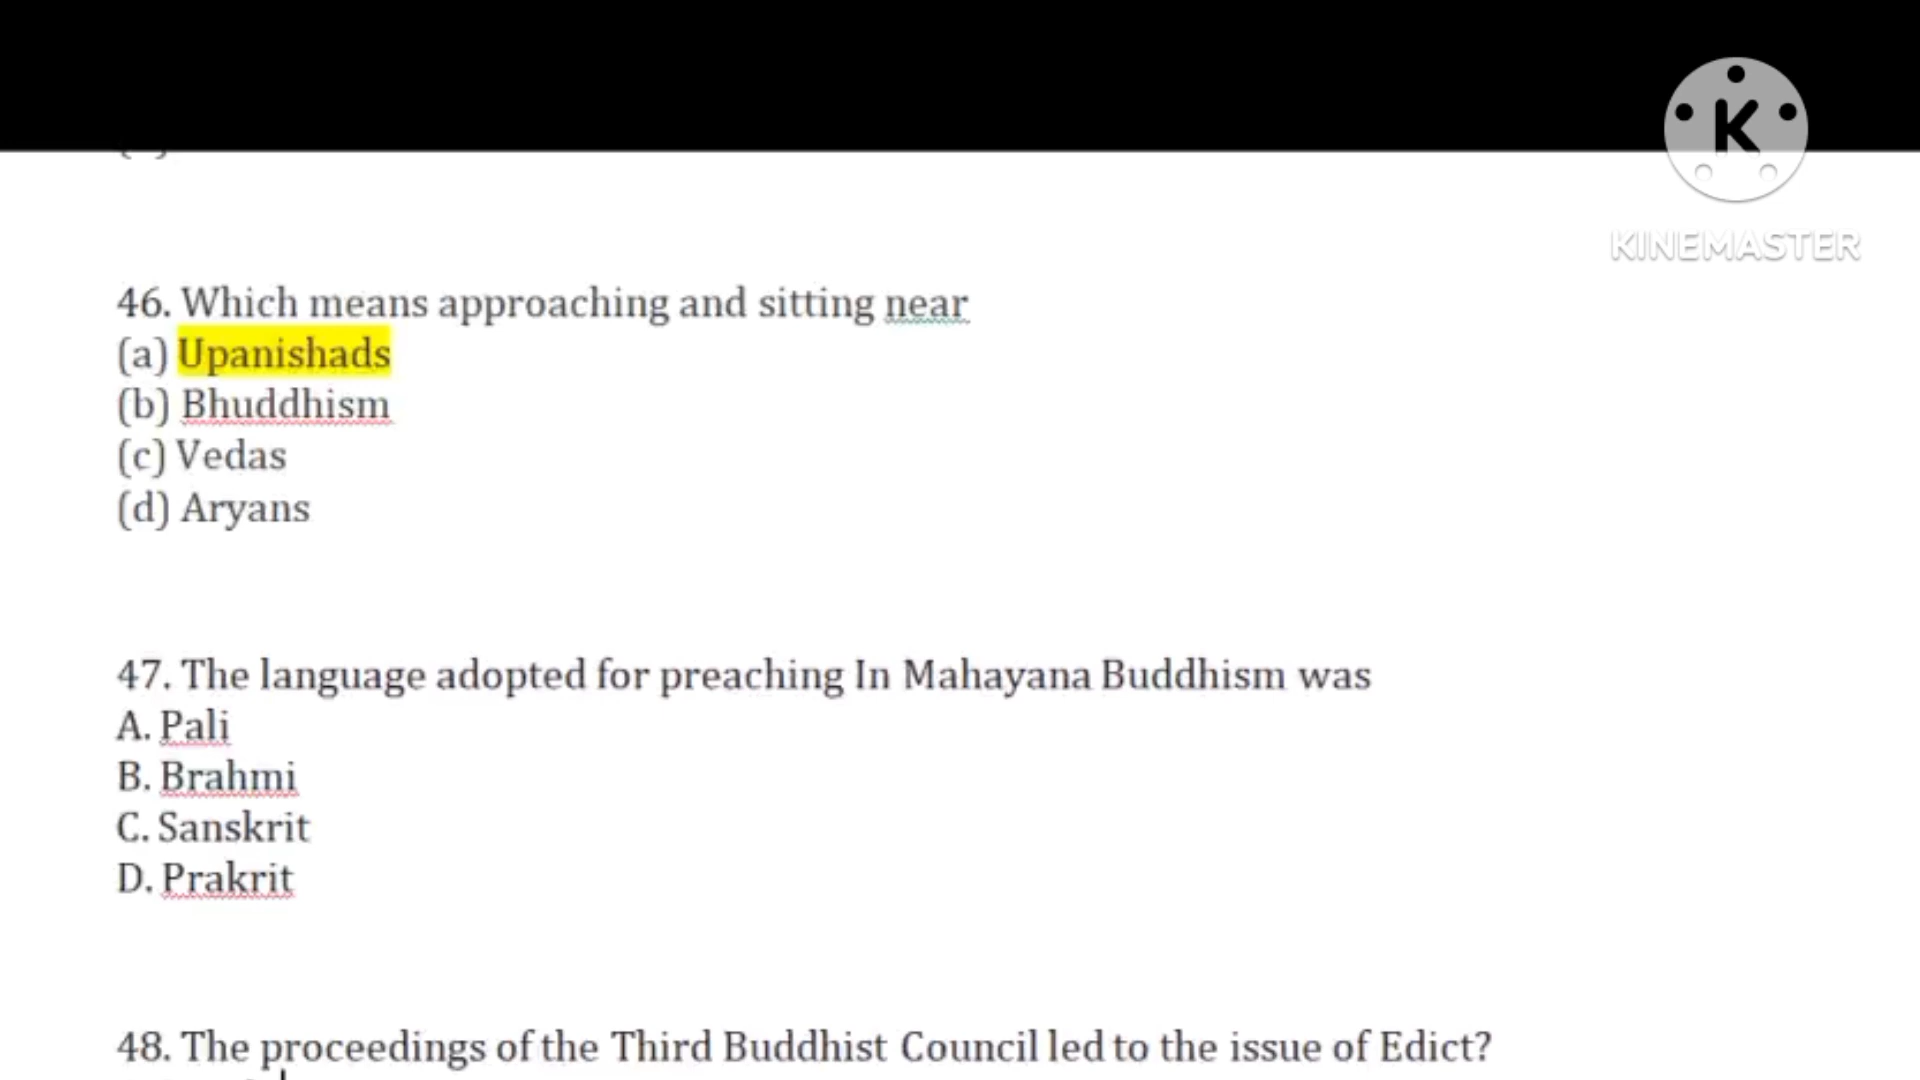 K
KINEMASTER
46. Which means approaching and sitting near
(a) Upanishads
(b) Bhuddhism
(c) Vedas
(d) Aryans
47. The language adopted for preaching In Mahayana Buddhism was
A. Pali
B. Brahmi
C. Sanskrit
D. Prakrit
48. The proceedings of the Third Buddhist Council led to the issue of Edict?